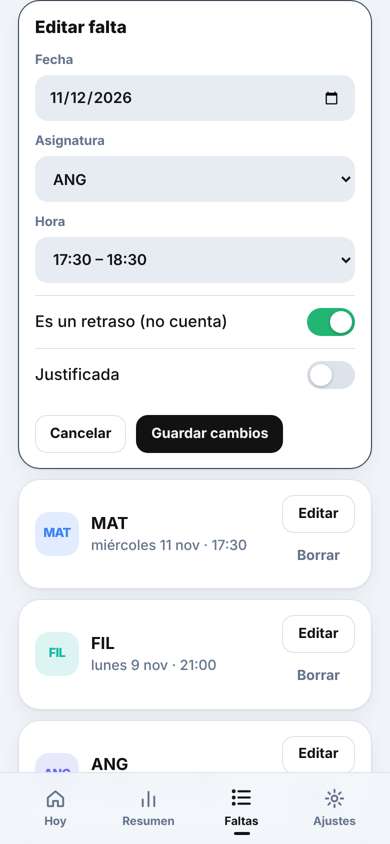 Editar falta
Fecha
11/12/2026
Asignatura
ANG
Hora
17:30 – 18:30
Es un retraso (no cuenta)
Justificada
Cancelar
Guardar cambios
MAT
MAT
miércoles 11 nov · 17:30
Editar
Borrar
FIL
FIL
lunes 9 nov · 21:00
Editar
Borrar
ANG
ANG
Editar
Hoy
Resumen
Faltas
Ajustes